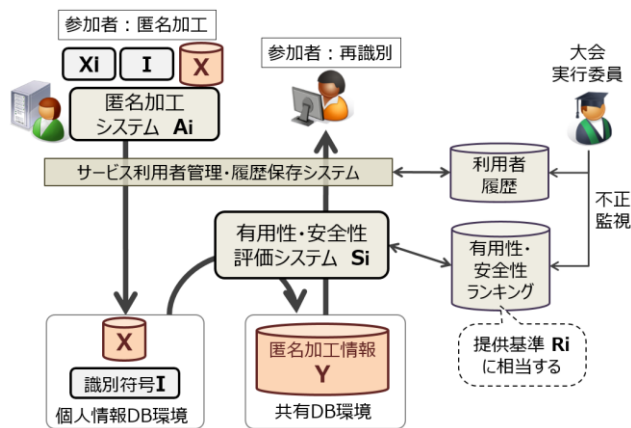 参加者：匿名加工
参加者：再識別
大会
実行委員
Xi
I
X
匿名加工
システム Ai
サービス利用者管理・履歴保存システム
利用者
履歴
不正
監視
有用性・安全性
評価システム Si
有用性・
安全性
ランキング
X
識別符号I
個人情報DB環境
匿名加工情報
Y
共有DB環境
提供基準 Ri
に相当する